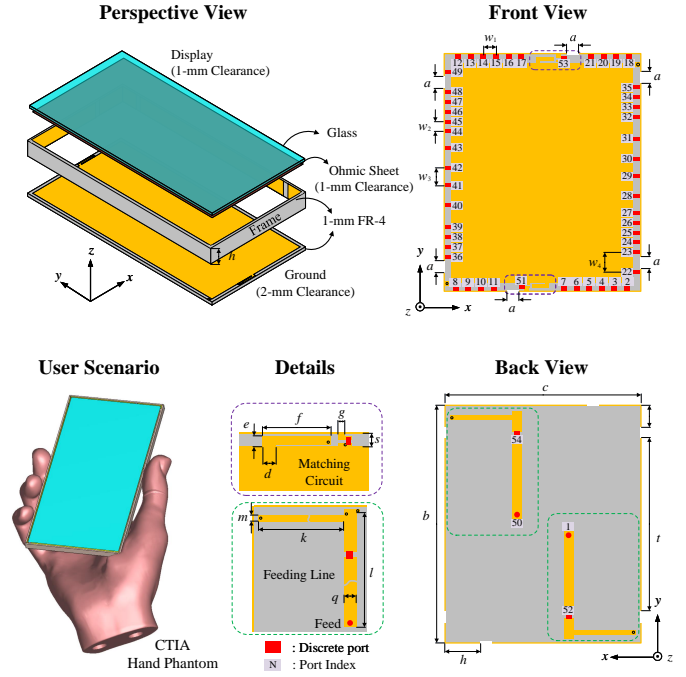 Perspective View
Display
(1-mm Clearance)
Glass
Ohmic Sheet
(1-mm Clearance)
Frame
1-mm FR-4
h
Ground
(2-mm Clearance)
z
y
x
Front View
w1
a
12 13 14 15 16 17
53
21 20 19 18
49
a
48
47
46
w2
45
44
43
42
w3
41
40
39
38
37
36
a
a
35
34
33
32
31
30
29
28
27
26
25
24
23
w4
22
a
8 9 10 11
51
7 6 5 4 3 2
a
y
z
x
User Scenario
CTIA
Hand Phantom
Details
f
g
e
s
d
Matching
Circuit
m
k
l
Feeding Line
q
Feed
: Discrete port
N : Port Index
Back View
c
54
b
50
1
t
52
h
y
x
z